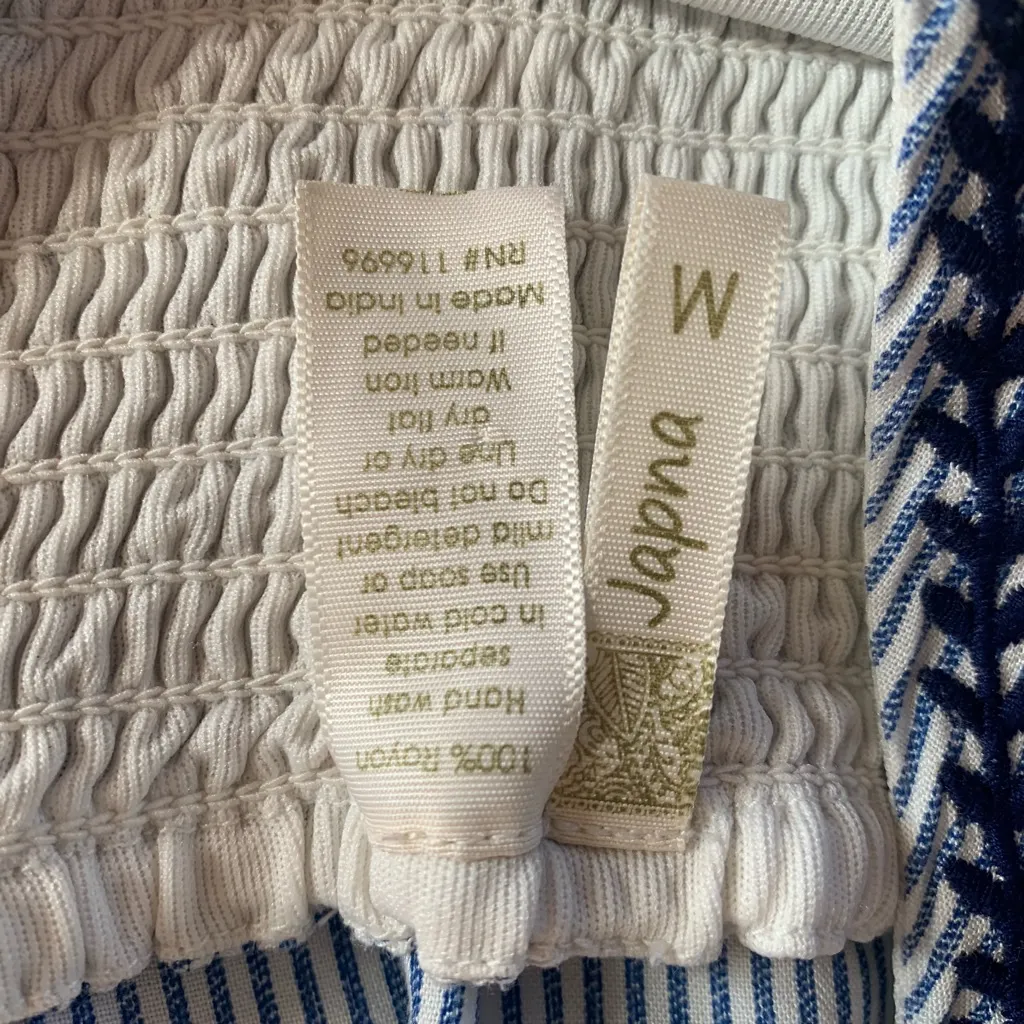 100% Rayon
Hand wash
separate
in cold water
Use soap or
mild detergent
Do not bleach
Line dry or
dry flat
Warm Iron
If needed
Made in India
RN # 116696
Japna
M